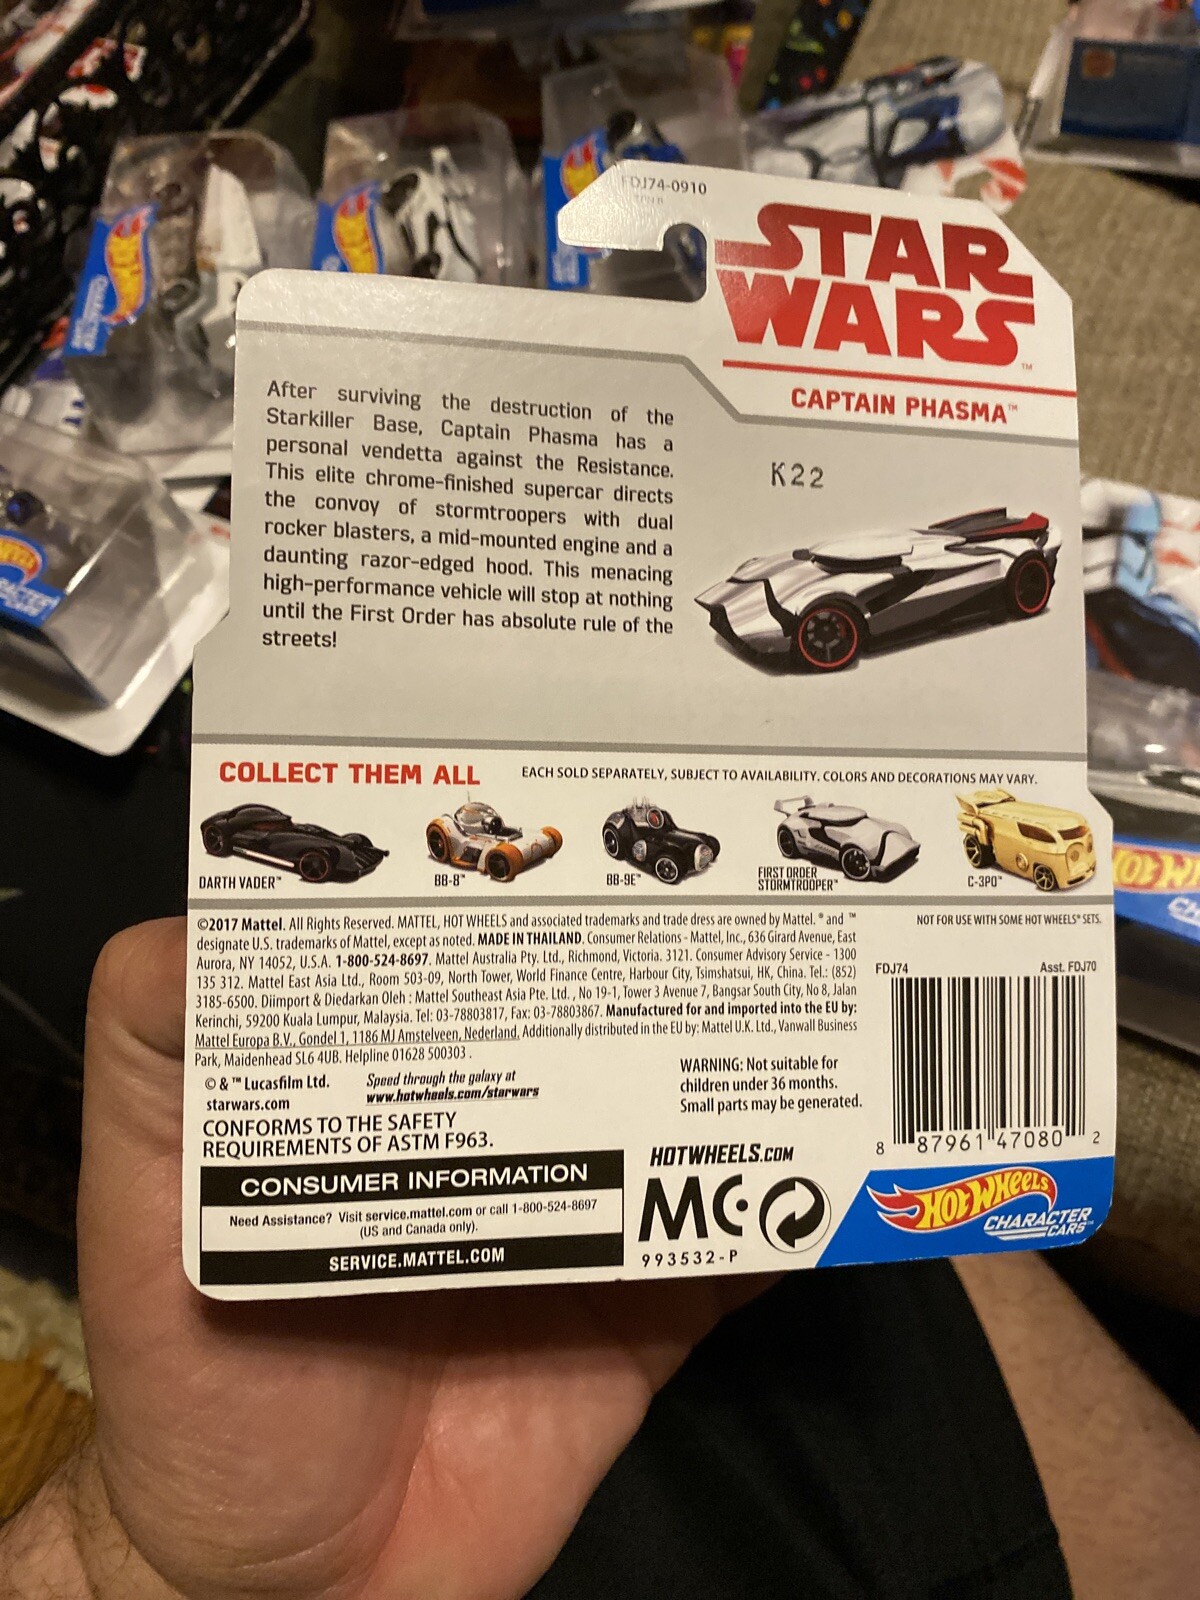 FDJ74-0910
STAR
WARS™
CAPTAIN PHASMA™
After surviving the destruction of the
Starkiller Base, Captain Phasma has a
personal vendetta against the Resistance.
This elite chrome-finished supercar directs
the convoy of stormtroopers with dual
rocker blasters, a mid-mounted engine and a
daunting razor-edged hood. This menacing
high-performance vehicle will stop at nothing
until the First Order has absolute rule of the
streets!
K22
COLLECT THEM ALL
EACH SOLD SEPARATELY, SUBJECT TO AVAILABILITY. COLORS AND DECORATIONS MAY VARY.
DARTH VADER™
BB-8™
BB-9E™
FIRST ORDER
STORMTROOPER™
C-3PO™
©2017 Mattel. All Rights Reserved. MATTEL, HOT WHEELS and associated trademarks and trade dress are owned by Mattel. ® and ™
designate U.S. trademarks of Mattel, except as noted. MADE IN THAILAND. Consumer Relations - Mattel, Inc., 636 Girard Avenue, East
Aurora, NY 14052, U.S.A. 1-800-524-8697. Mattel Australia Pty. Ltd., Richmond, Victoria. 3121. Consumer Advisory Service - 1300
135 312. Mattel East Asia Ltd., Room 503-09, North Tower, World Finance Centre, Harbour City, Tsimshatsui, HK, China. Tel.: (852)
3185-6500. Diimport & Diedarkan Oleh : Mattel Southeast Asia Pte. Ltd., No 19-1, Tower 3 Avenue 7, Bangsar South City, No 8, Jalan
Kerinchi, 59200 Kuala Lumpur, Malaysia. Tel: 03-78803817, Fax: 03-78803867. Manufactured for and imported into the EU by:
Mattel Europa B.V., Gondel 1, 1186 MJ Amstelveen, Nederland. Additionally distributed in the EU by: Mattel U.K. Ltd., Vanwall Business
Park, Maidenhead SL6 4UB. Helpline 01628 500303.
NOT FOR USE WITH SOME HOT WHEELS® SETS.
FDJ74
Asst. FDJ70
© & ™ Lucasfilm Ltd.
starwars.com
Speed through the galaxy at
www.hotwheels.com/starwars
WARNING: Not suitable for
children under 36 months.
Small parts may be generated.
CONFORMS TO THE SAFETY
REQUIREMENTS OF ASTM F963.
8 87961 47080 2
CONSUMER INFORMATION
Need Assistance? Visit service.mattel.com or call 1-800-524-8697
(US and Canada only).
SERVICE.MATTEL.COM
HOTWHEELS.COM
MC
993532-P
HOT WHEELS
CHARACTER
CARS™